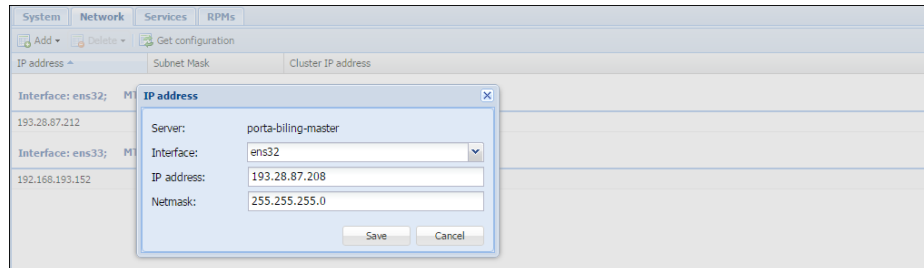 System Network Services RPMs
Add Delete Get configuration
IP address Subnet Mask Cluster IP address
Interface: ens32; MT
IP address
193.28.87.212
Server: porta-biling-master
Interface: ens33; MT
Interface: ens32
192.168.193.152
IP address: 193.28.87.208
Netmask: 255.255.255.0
Save Cancel